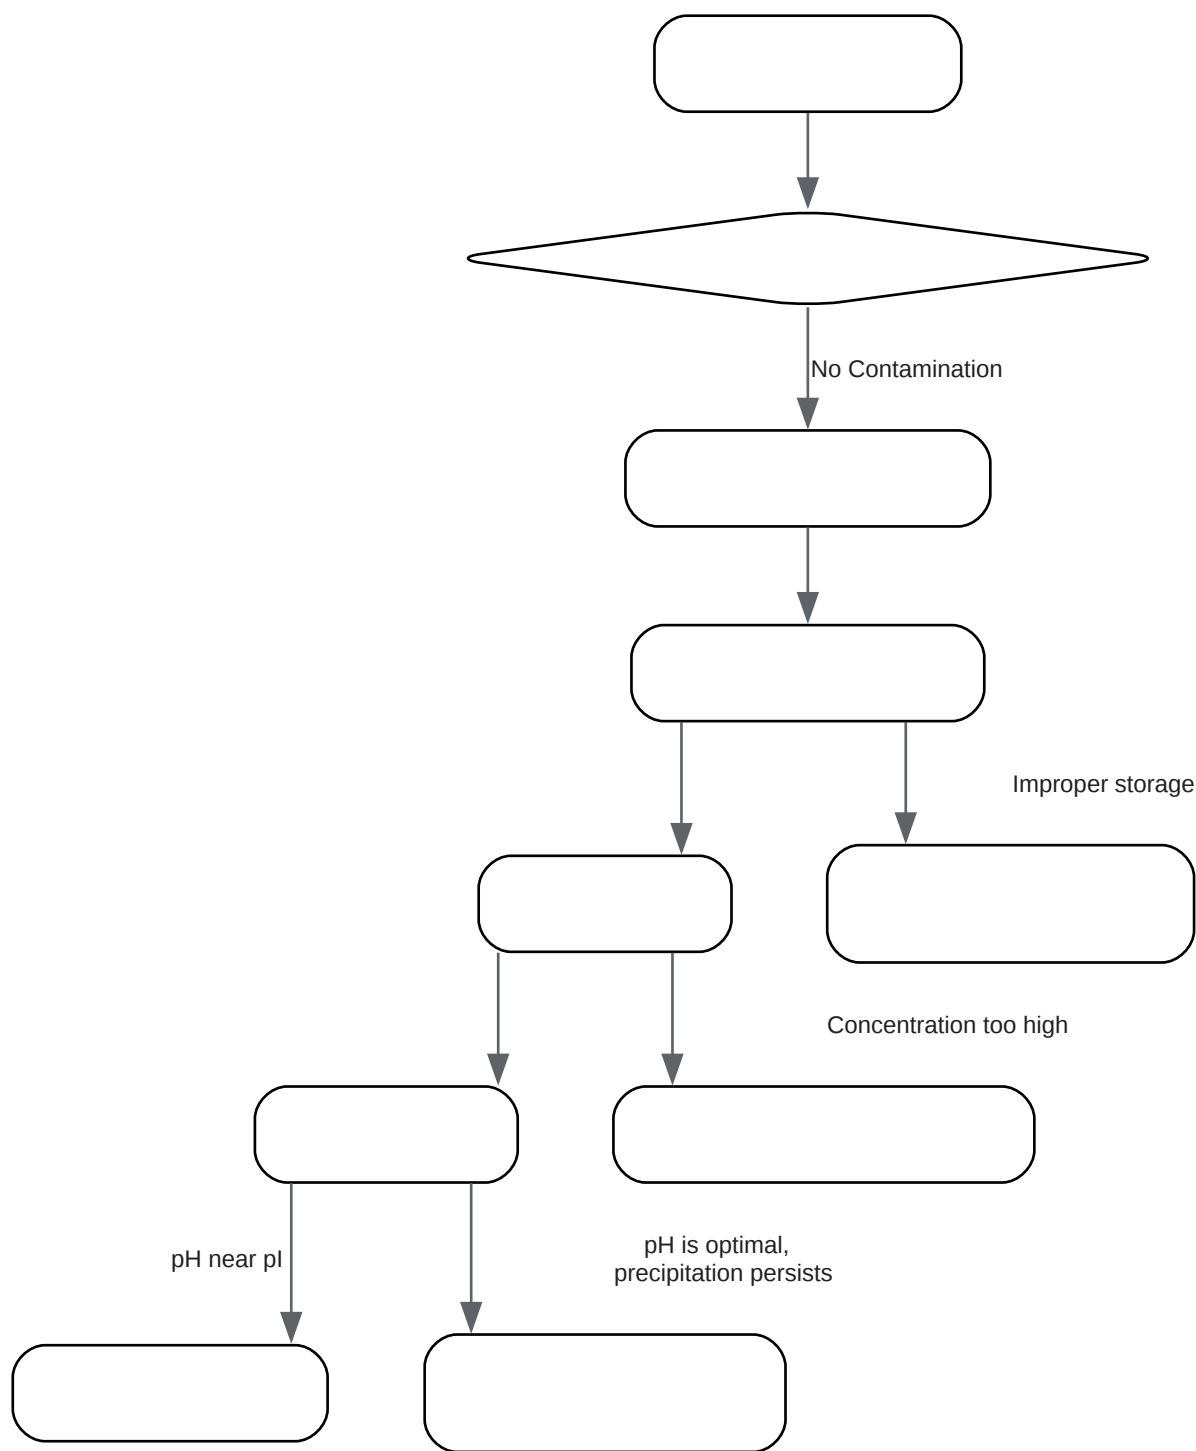 No Contamination
Improper storage
Concentration too high
pH near pI
pH is optimal,
precipitation persists